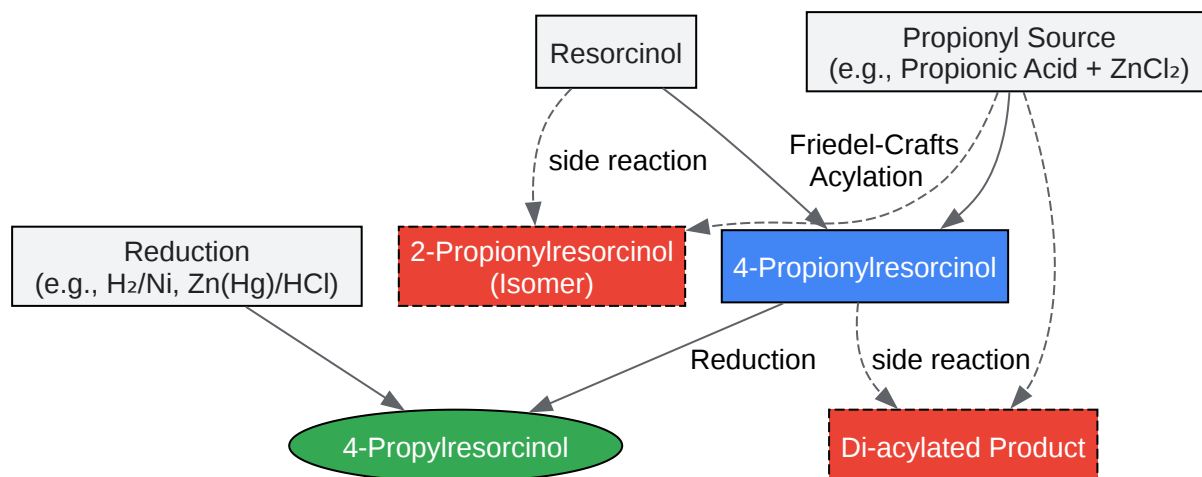 Resorcinol
Propionyl Source
(e.g., Propionic Acid + ZnCl₂)
side reaction
Friedel-Crafts
Acylation
Reduction
(e.g., H₂/Ni, Zn(Hg)/HCl)
2-Propionylresorcinol
(Isomer)
4-Propionylresorcinol
Reduction
side reaction
4-Propylresorcinol
Di-acylated Product